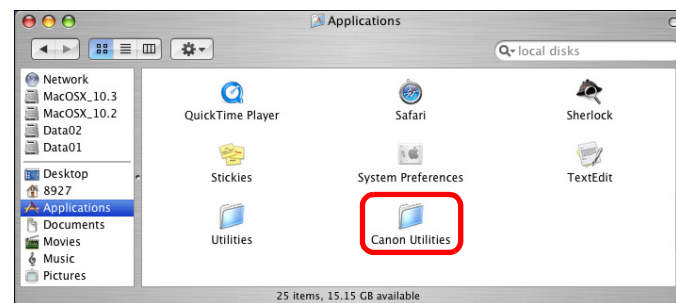 Applications
local disks
Network
MacOSX_10.3
MacOSX_10.2
Data02
Data01
Desktop
8927
Applications
Documents
Movies
Music
Pictures
QuickTime Player
Safari
Sherlock
Stickies
System Preferences
TextEdit
Utilities
Canon Utilities
25 items, 15.15 GB available